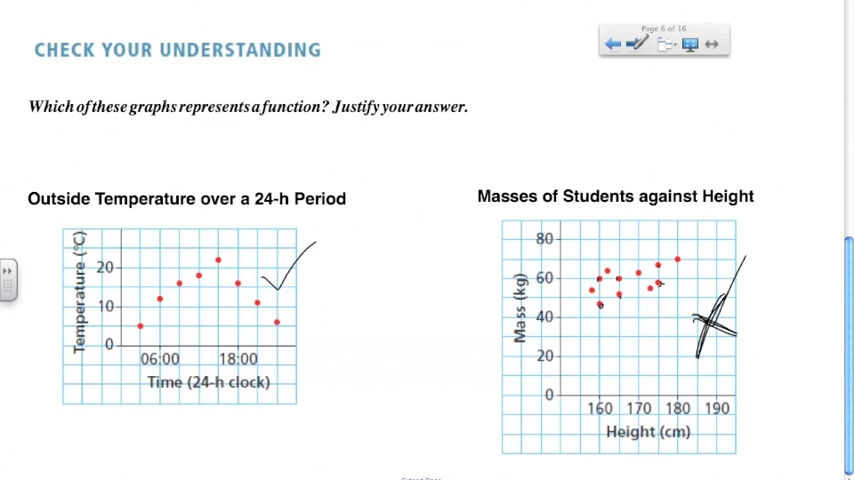 Page 6 of 16
CHECK YOUR UNDERSTANDING
Which of these graphs represents a function? Justify your answer.
Outside Temperature over a 24-h Period
Temperature (°C)
20
10
0
06:00 18:00
Time (24-h clock)
Masses of Students against Height
Mass (kg)
80
60
40
20
0
160 170 180 190
Height (cm)
Extend Page